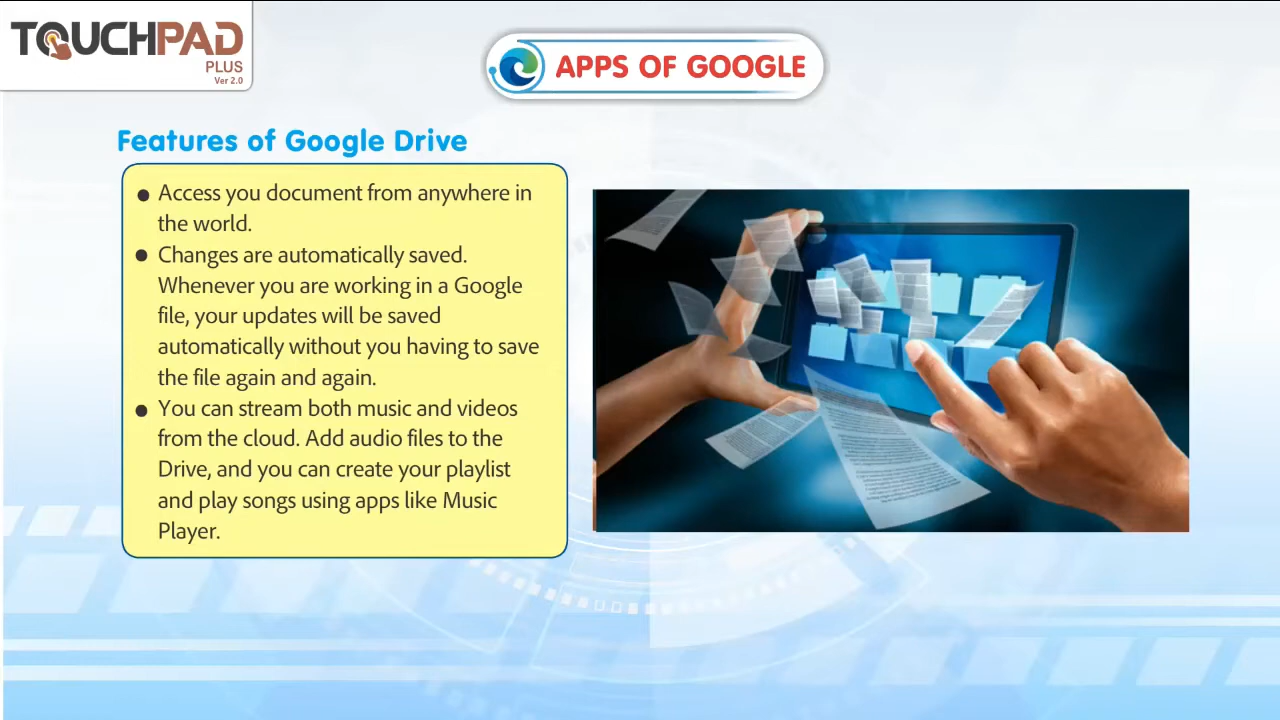 TOUCHPAD
PLUS
Ver 2.0
APPS OF GOOGLE
Features of Google Drive
● Access you document from anywhere in
the world.
● Changes are automatically saved.
Whenever you are working in a Google
file, your updates will be saved
automatically without you having to save
the file again and again.
● You can stream both music and videos
from the cloud. Add audio files to the
Drive, and you can create your playlist
and play songs using apps like Music
Player.